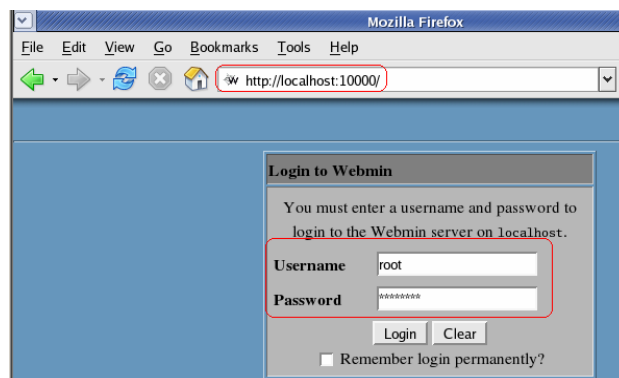 Mozilla Firefox
File Edit View Go Bookmarks Tools Help
http://localhost:10000/
Login to Webmin
You must enter a username and password to
login to the Webmin server on localhost.
Username root
Password ********
Login Clear
Remember login permanently?